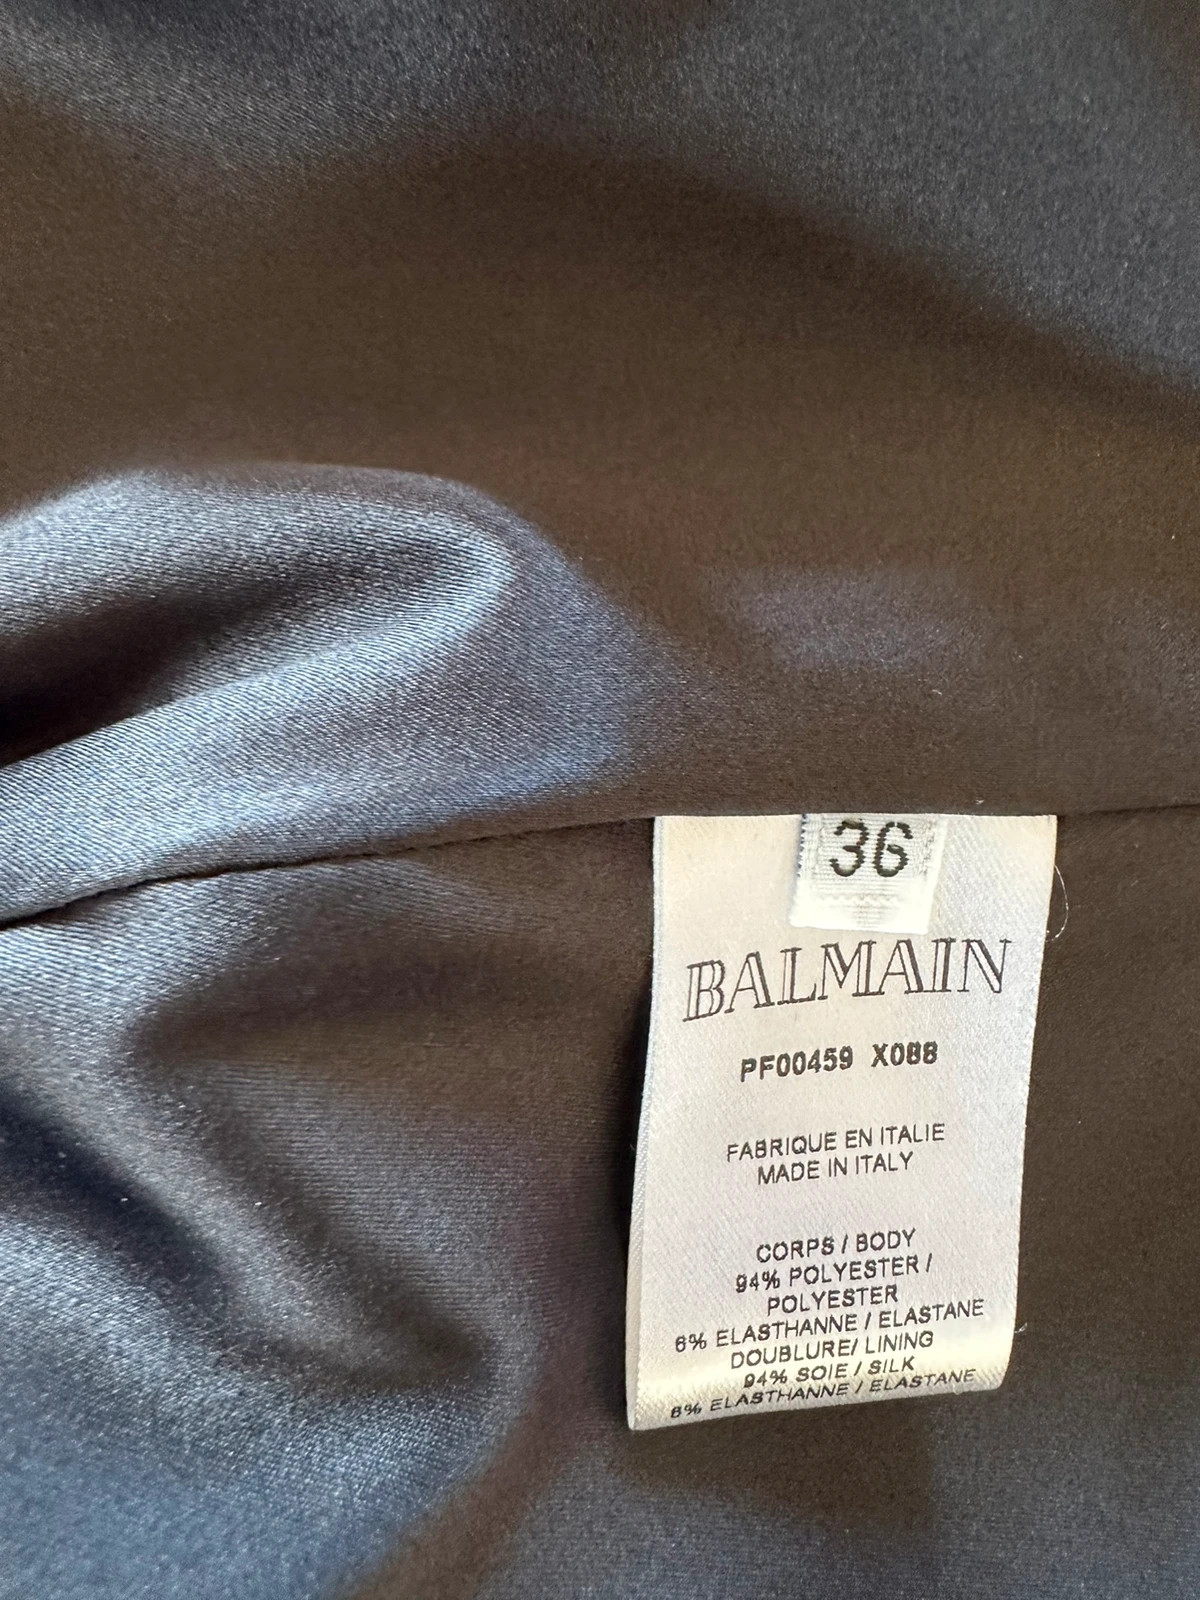 36
BALMAIN
PF00459 X088
FABRIQUE EN ITALIE
MADE IN ITALY
CORPS / BODY
94% POLYESTER /
POLYESTER
6% ELASTHANNE / ELASTANE
DOUBLURE/ LINING
94% SOIE / SILK
6% ELASTHANNE / ELASTANE